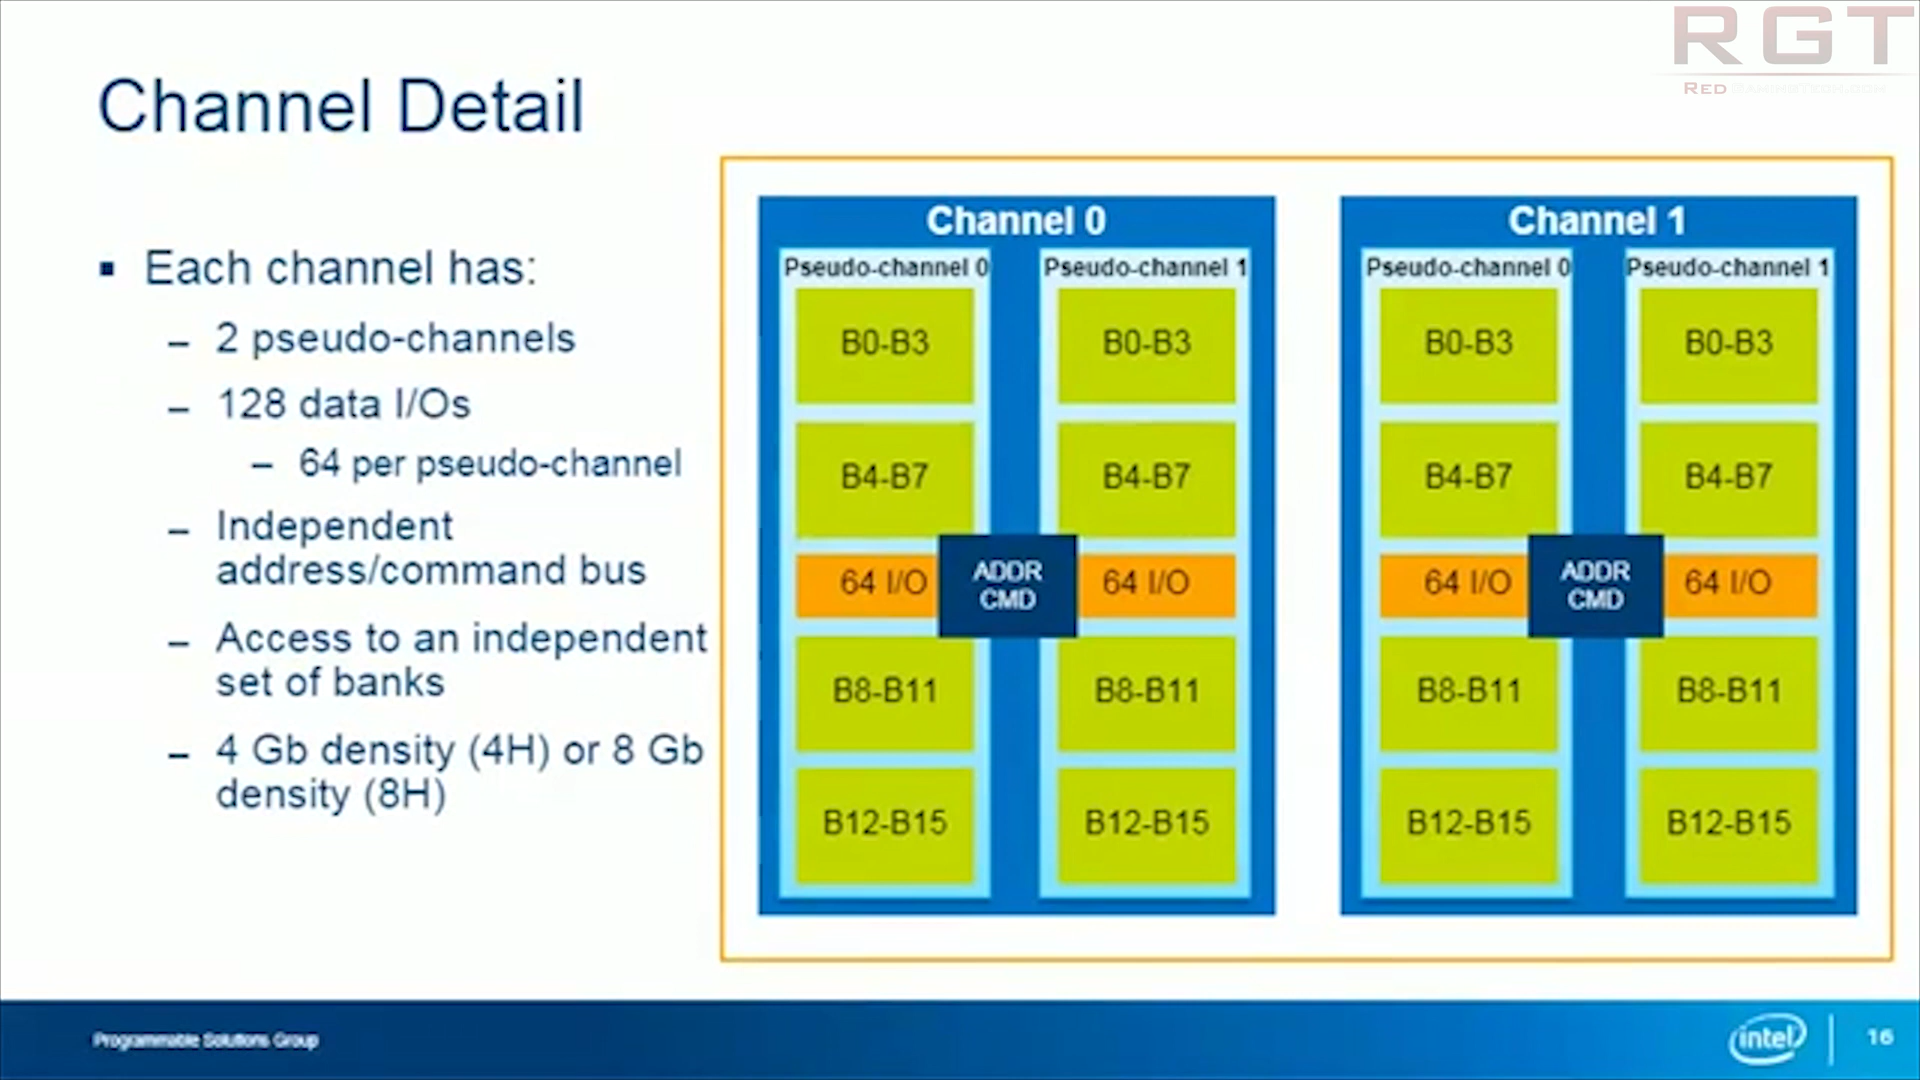 RGT
RED GAMINGTECH.COM
Channel Detail
▪ Each channel has:
– 2 pseudo-channels
– 128 data I/Os
– 64 per pseudo-channel
– Independent
address/command bus
– Access to an independent
set of banks
– 4 Gb density (4H) or 8 Gb
density (8H)
Channel 0
Pseudo-channel 0 Pseudo-channel 1
B0-B3 B0-B3
B4-B7 B4-B7
64 I/O ADDR CMD 64 I/O
B8-B11 B8-B11
B12-B15 B12-B15
Channel 1
Pseudo-channel 0 Pseudo-channel 1
B0-B3 B0-B3
B4-B7 B4-B7
64 I/O ADDR CMD 64 I/O
B8-B11 B8-B11
B12-B15 B12-B15
Programmable Solutions Group
intel
16